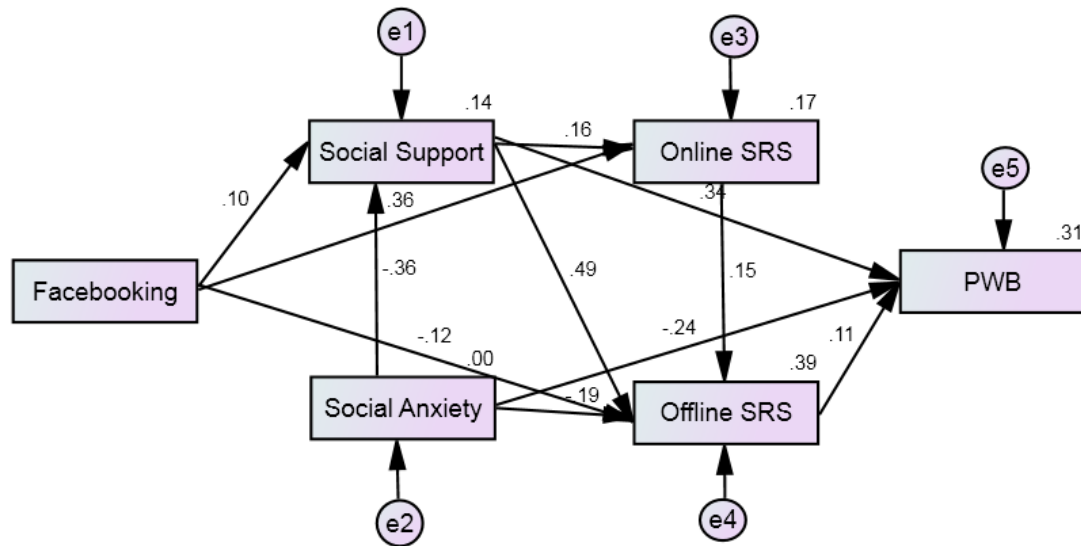 e1
e3
.14
.17
Social Support
.16
Online SRS
e5
.10
.36
.34
.31
-.36
.49
.15
Facebooking
PWB
-.12
-.24
.11
.00
.39
Social Anxiety
-.19
Offline SRS
e2
e4